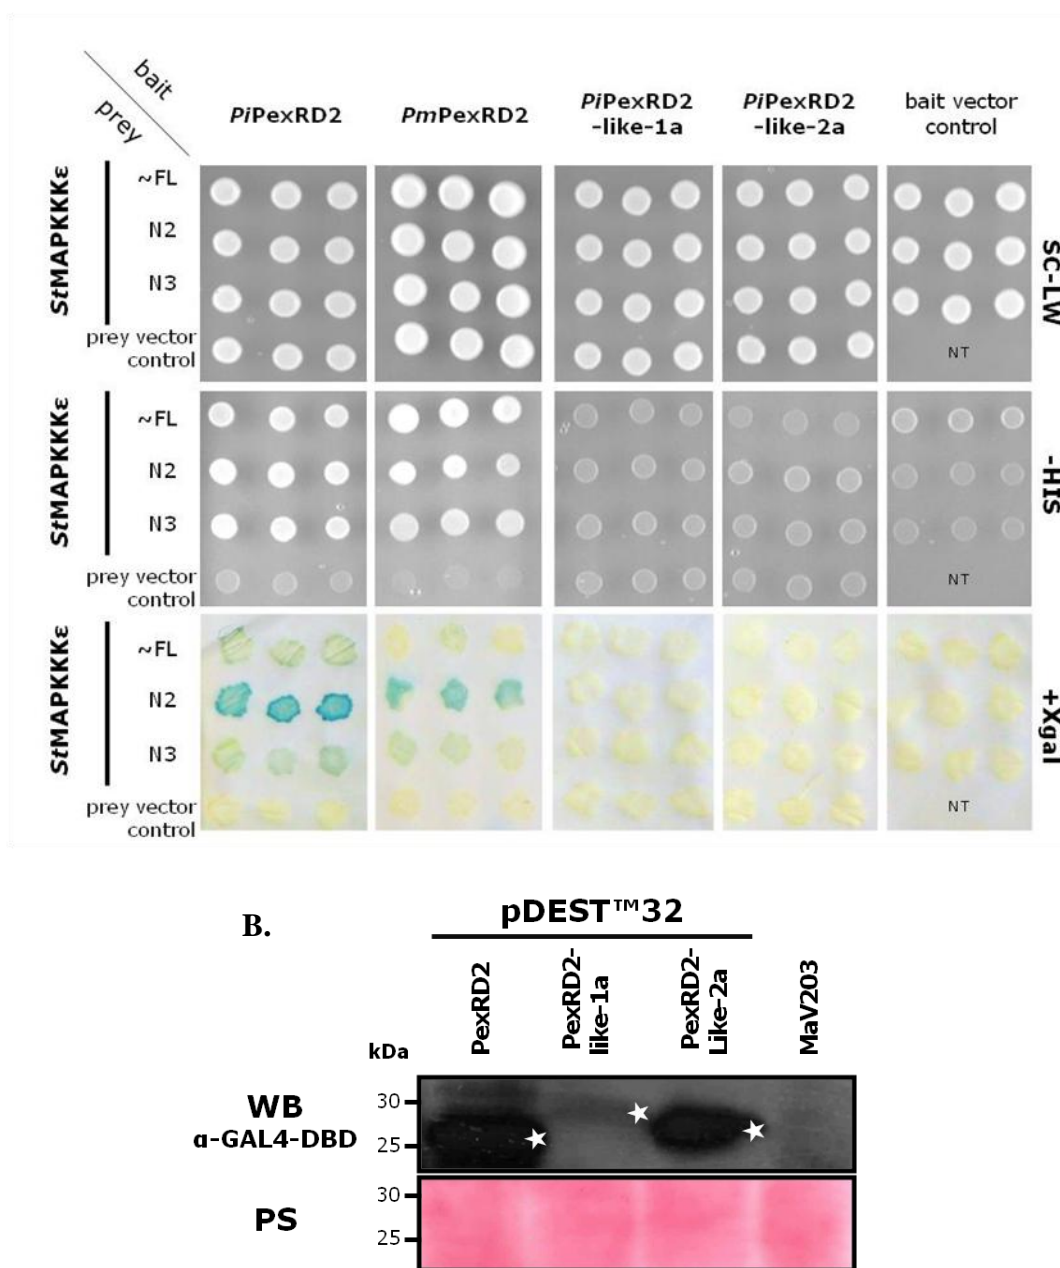 bait
prey
PiPexRD2
PmPexRD2
PiPexRD2
-like-1a
PiPexRD2
-like-2a
bait vector
control
StMAPKKKε
~FL
N2
N3
prey vector
control
NT
SC-LW
StMAPKKKε
~FL
N2
N3
prey vector
control
NT
-HIS
StMAPKKKε
~FL
N2
N3
prey vector
control
NT
+Xgal
B.
pDEST™32
PexRD2
PexRD2-
like-1a
PexRD2-
Like-2a
MaV203
kDa
WB
α-GAL4-DBD
30
25
PS
30
25